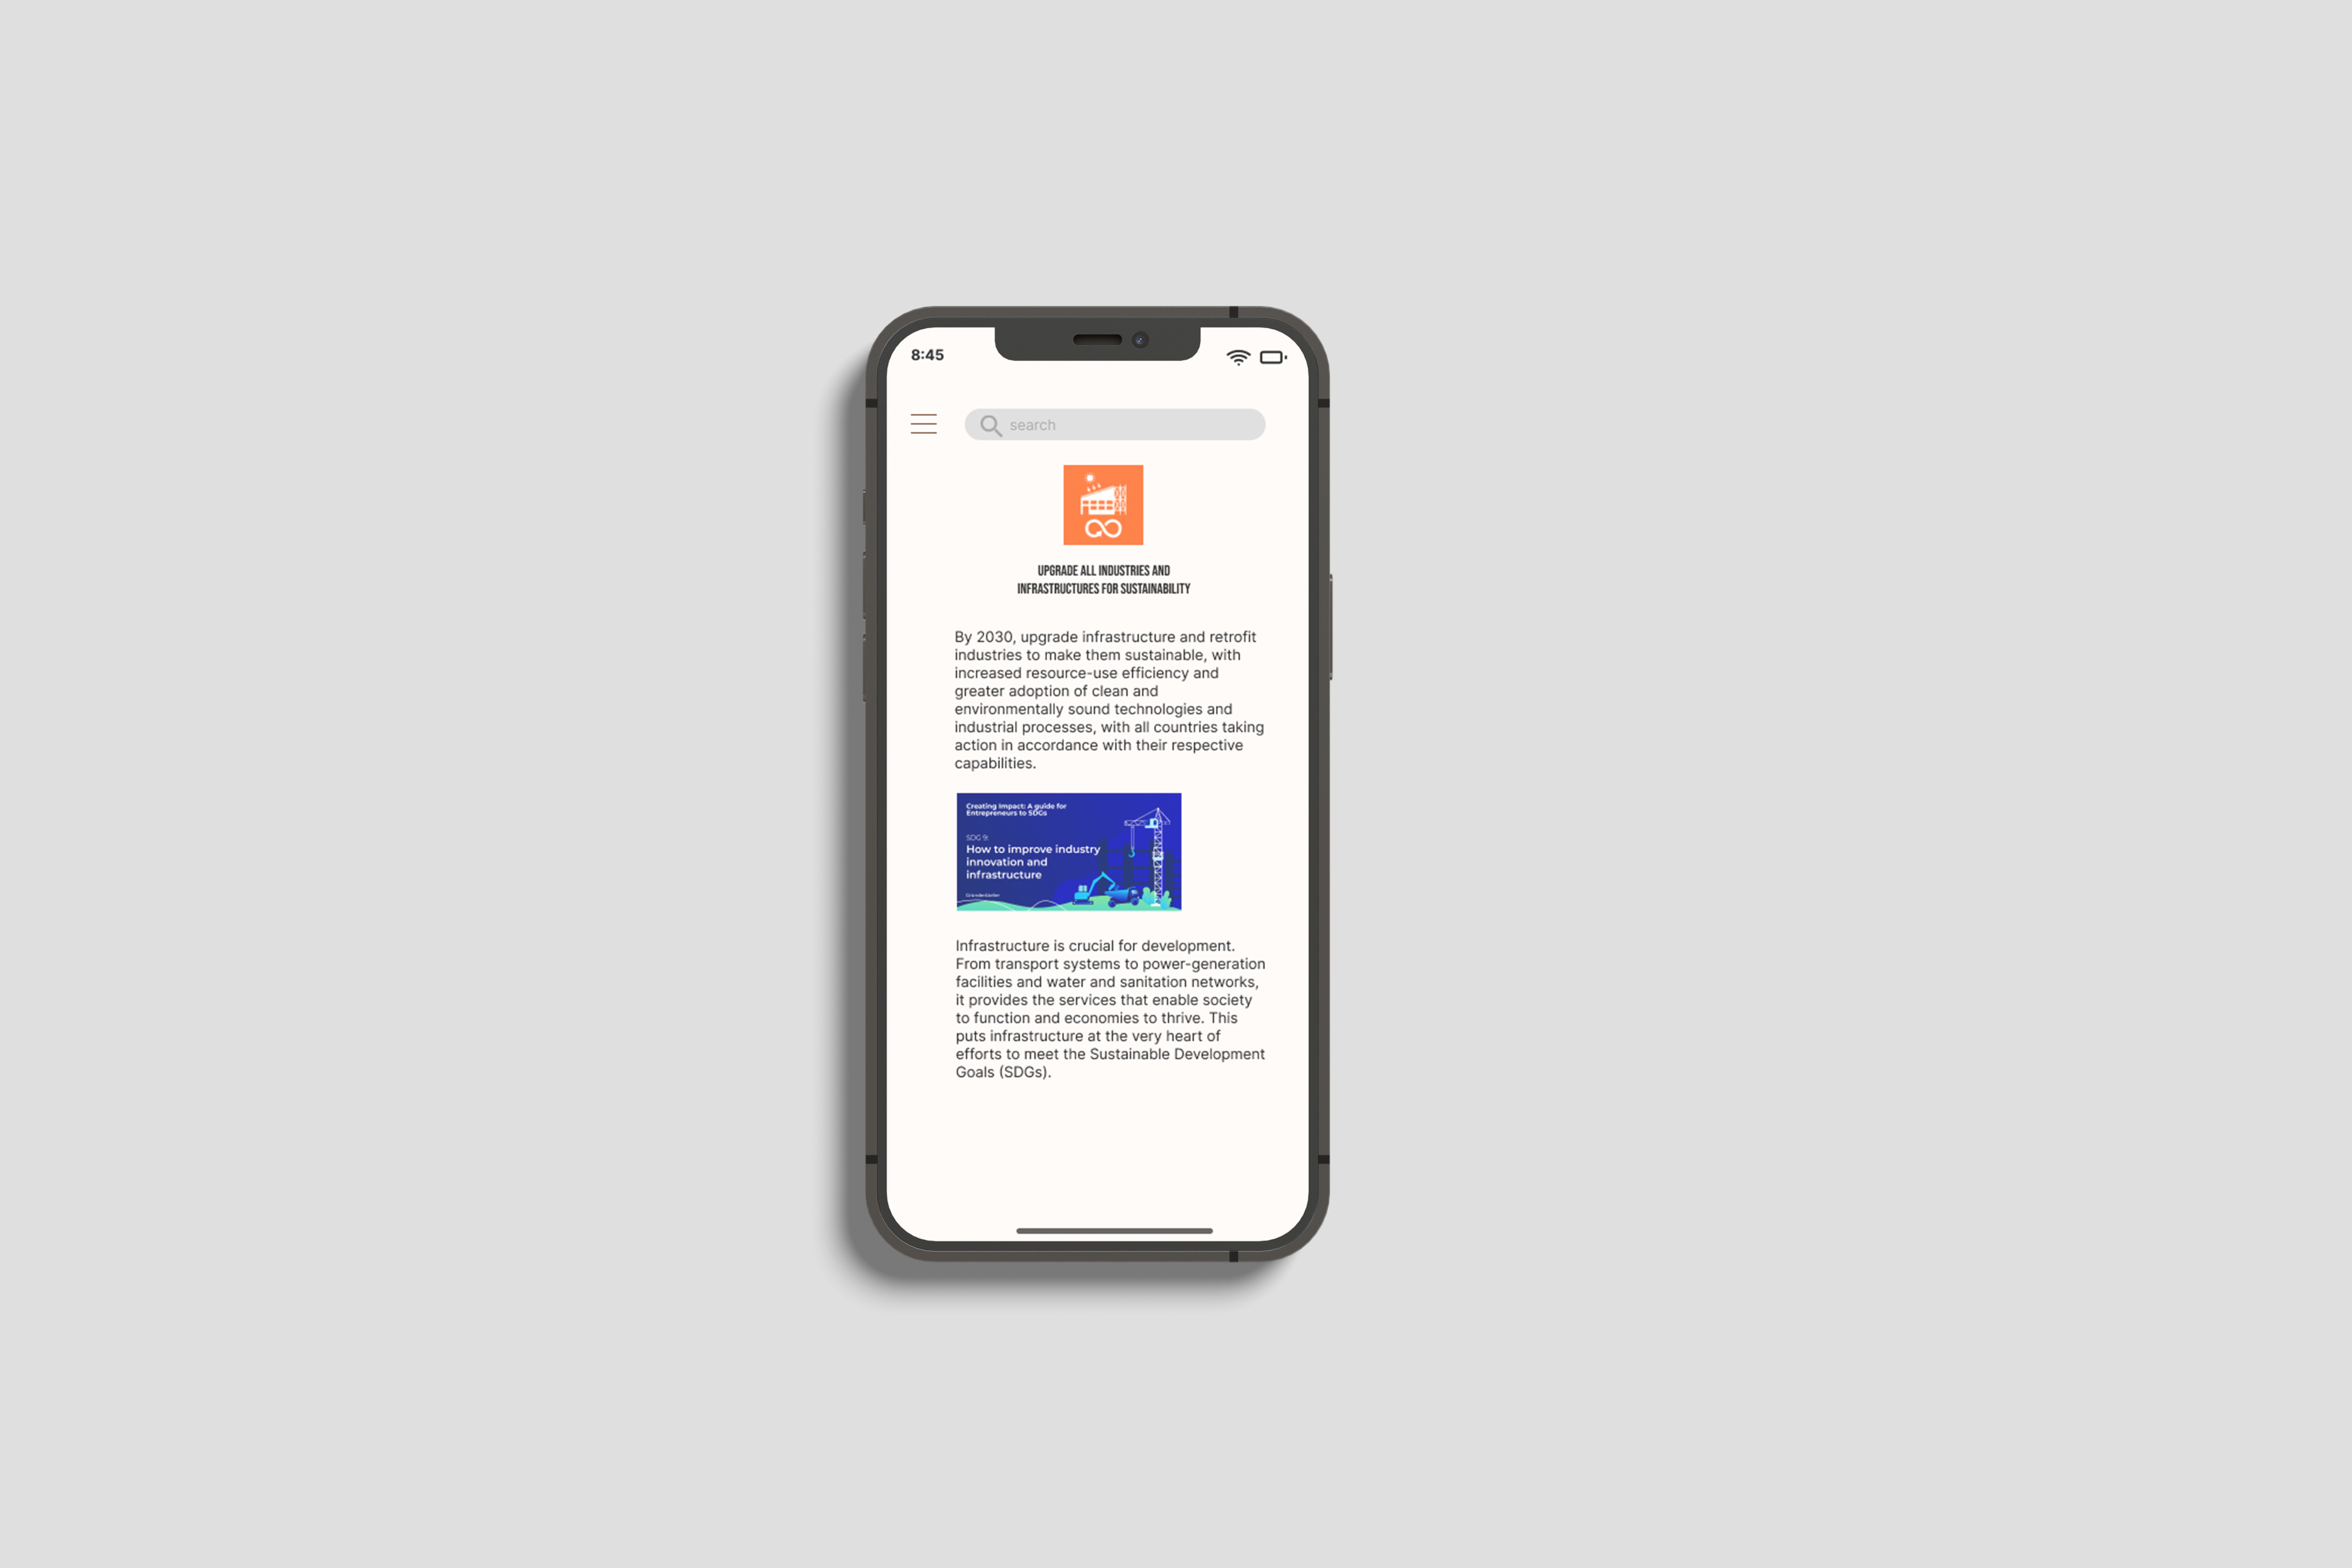 8:45
search
UPGRADE ALL INDUSTRIES AND
INFRASTRUCTURES FOR SUSTAINABILITY
By 2030, upgrade infrastructure and retrofit
industries to make them sustainable, with
increased resource-use efficiency and
greater adoption of clean and
environmentally sound technologies and
industrial processes, with all countries taking
action in accordance with their respective
capabilities.
Creating Impact: A guide for
Entrepreneurs to SDGs
SDG 9:
How to improve industry
innovation and
infrastructure
Infrastructure is crucial for development.
From transport systems to power-generation
facilities and water and sanitation networks,
it provides the services that enable society
to function and economies to thrive. This
puts infrastructure at the very heart of
efforts to meet the Sustainable Development
Goals (SDGs).